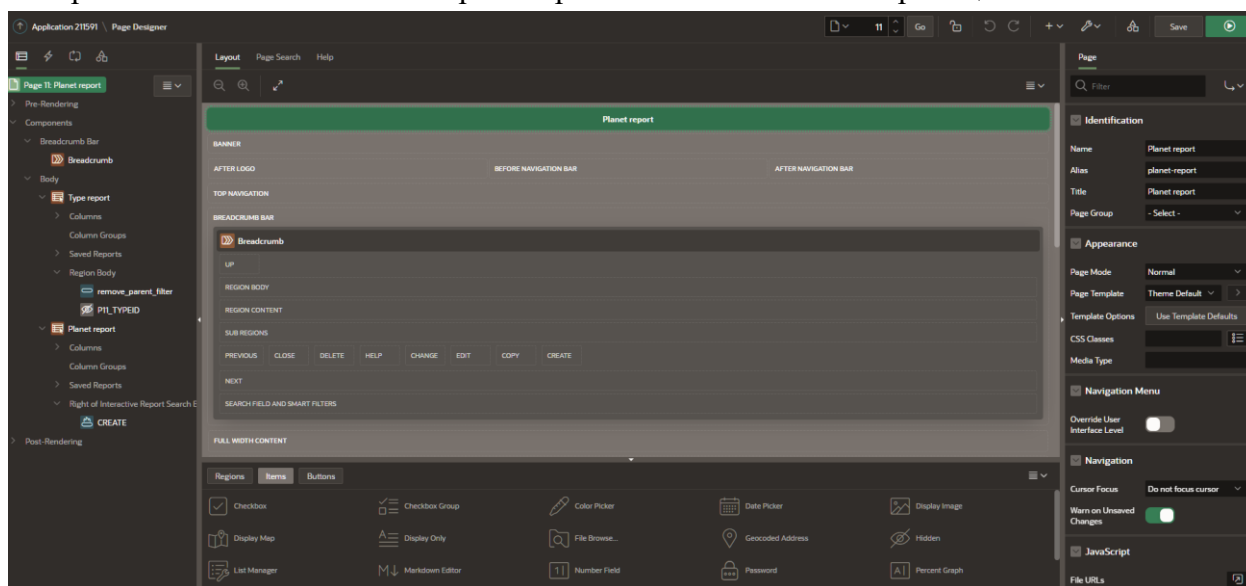 Application 211591 \ Page Designer
11
Go
Save
Page 11: Planet report
Pre-Rendering
Components
Breadcrumb Bar
Breadcrumb
Body
Type report
Columns
Column Groups
Saved Reports
Region Body
remove_parent_filter
P11_TYPEID
Planet report
Columns
Column Groups
Saved Reports
Right of Interactive Report Search B
CREATE
Post-Rendering
Layout Page Search Help
Planet report
BANNER
AFTER LOGO BEFORE NAVIGATION BAR AFTER NAVIGATION BAR
TOP NAVIGATION
BREADCRUMB BAR
Breadcrumb
UP
REGION BODY
REGION CONTENT
SUB REGIONS
PREVIOUS CLOSE DELETE HELP CHANGE EDIT COPY CREATE
NEXT
SEARCH FIELD AND SMART FILTERS
FULL WIDTH CONTENT
Regions Items Buttons
Checkbox Checkbox Group Color Picker Date Picker Display Image
Display Map Display Only File Browse... Geocoded Address Hidden
List Manager Markdown Editor Number Field Password Percent Graph
Page
Filter
Identification
Name Planet report
Alias planet-report
Title Planet report
Page Group - Select -
Appearance
Page Mode Normal
Page Template Theme Default
Template Options Use Template Defaults
CSS Classes
Media Type
Navigation Menu
Override User
Interface Level
Navigation
Cursor Focus Do not focus cursor
Warn on Unsaved
Changes
JavaScript
File URLs